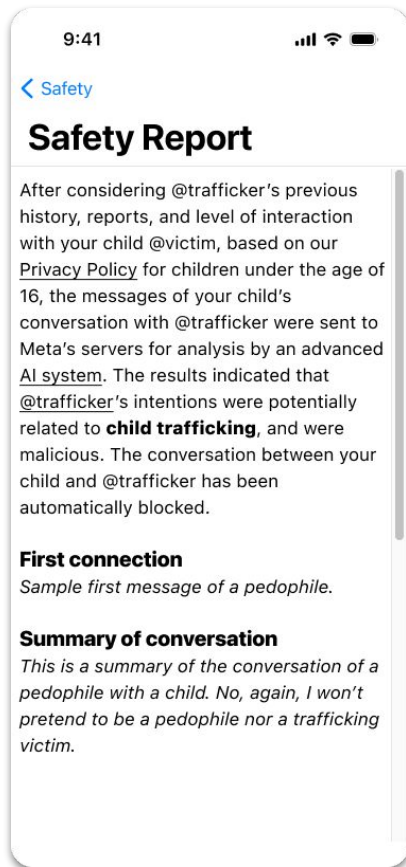 9:41
Safety
Safety Report
After considering @trafficker's previous
history, reports, and level of interaction
with your child @victim, based on our
Privacy Policy for children under the age of
16, the messages of your child's
conversation with @trafficker were sent to
Meta's servers for analysis by an advanced
AI system. The results indicated that
@trafficker's intentions were potentially
related to child trafficking, and were
malicious. The conversation between your
child and @trafficker has been
automatically blocked.
First connection
Sample first message of a pedophile.
Summary of conversation
This is a summary of the conversation of a
pedophile with a child. No, again, I won't
pretend to be a pedophile nor a trafficking
victim.